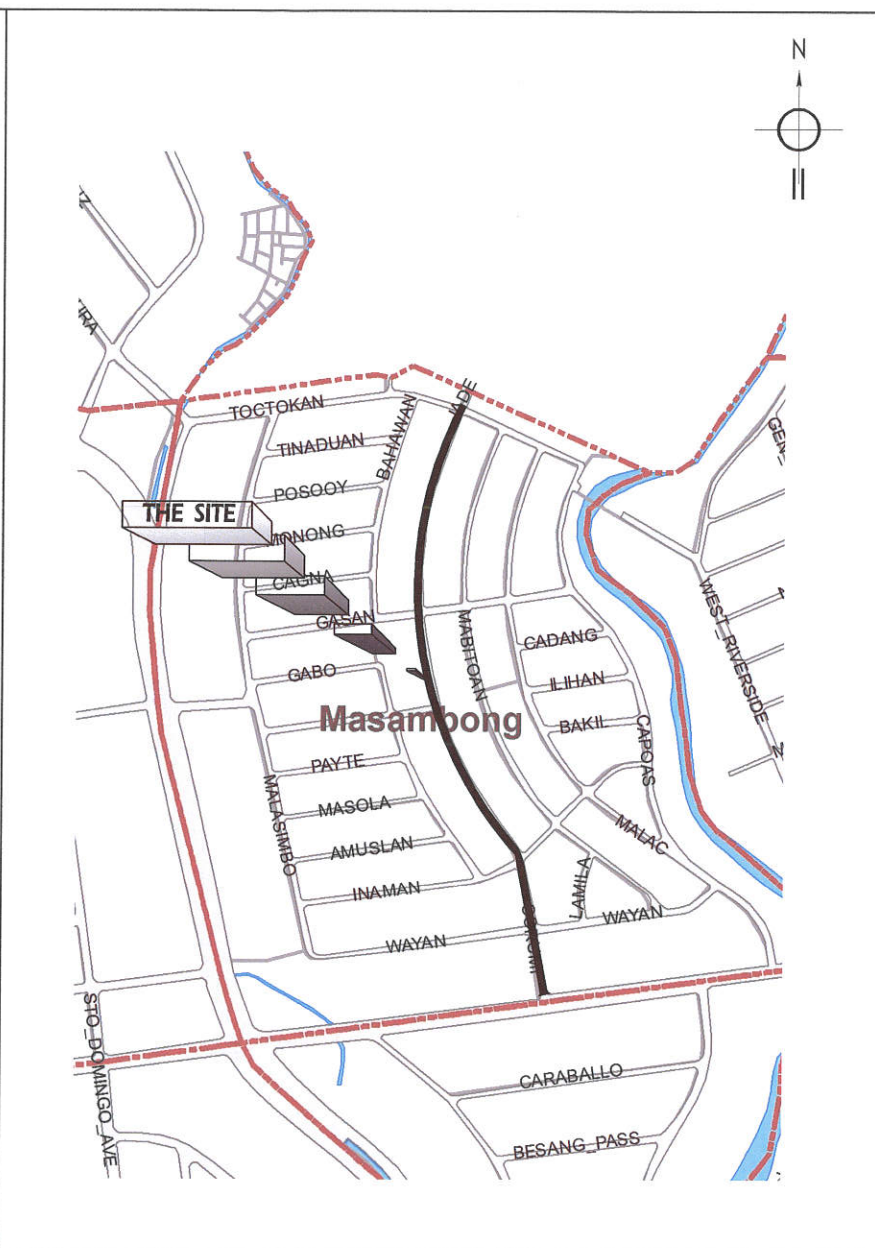 N
TOCTOKAN
BAHAWAN
TINADUAN
POSOOY
THE SITE
MONONG
CAGNA
GASAN
MABITOAN
CADANG
WEST_RIVERSIDE
GABO
ILIHAN
Masambong
BAKIL
CAPOAS
PAYTE
MALASIMBO
MASOLA
MALAC
AMUSLAN
INAMAN
LAMILA
WAYAN
WAYAN
STO_DOMINGO_AVE
CARABALLO
BESANG_PASS